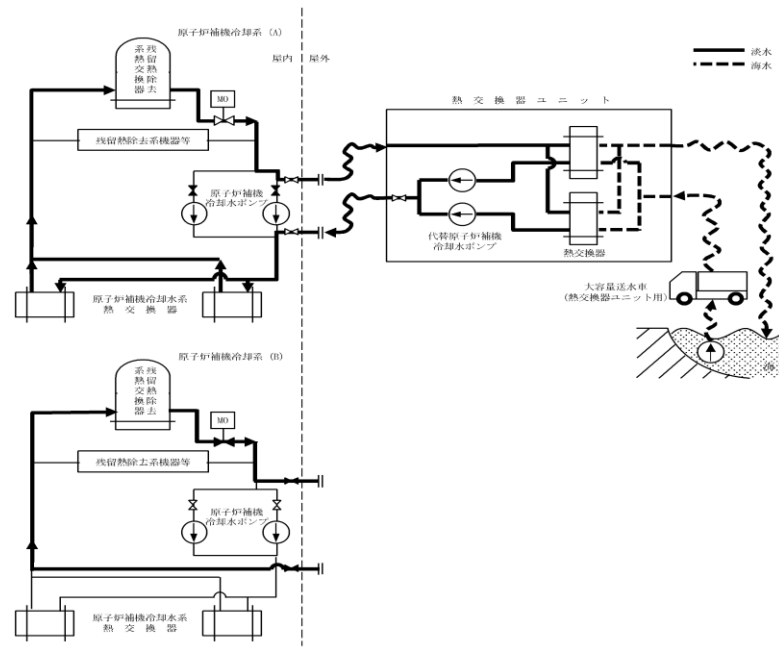 原子炉補機冷却系 (A)
屋内
屋外
淡水
海水
残留熱除去
系熱交換器
MO
残留熱除去系機器等
原子炉補機
冷却水ポンプ
原子炉補機冷却水系
熱交換器
熱交換器ユニット
代替原子炉補機
冷却水ポンプ
熱交換器
大容量送水車
(熱交換器ユニット用)
海
原子炉補機冷却系 (B)
残留熱除去
系熱交換器
MO
残留熱除去系機器等
原子炉補機
冷却水ポンプ
原子炉補機冷却水系
熱交換器